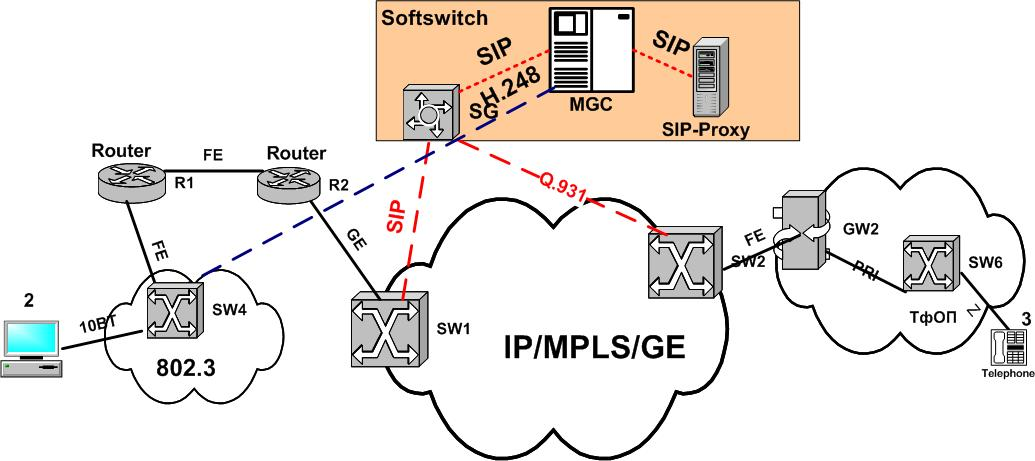 Softswitch
SIP
SIP
H.248
SG
MGC
SIP-Proxy
Router
FE
Router
R1
R2
FE
GE
SIP
Q.931
2
10BT
SW4
802.3
SW1
IP/MPLS/GE
FE
SW2
GW2
PRI
SW6
ТфОП
Z
3
Telephone